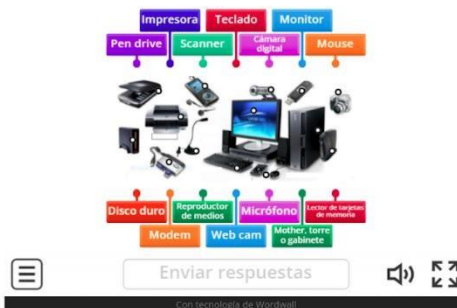 Impresora
Teclado
Monitor
Pen drive
Scanner
Cámara
digital
Mouse
Disco duro
Reproductor
de medios
Micrófono
Lector de tarjetas
de memoria
Modem
Web cam
Mother, torre
o gabinete
Enviar respuestas
Con tecnología de Wordwall